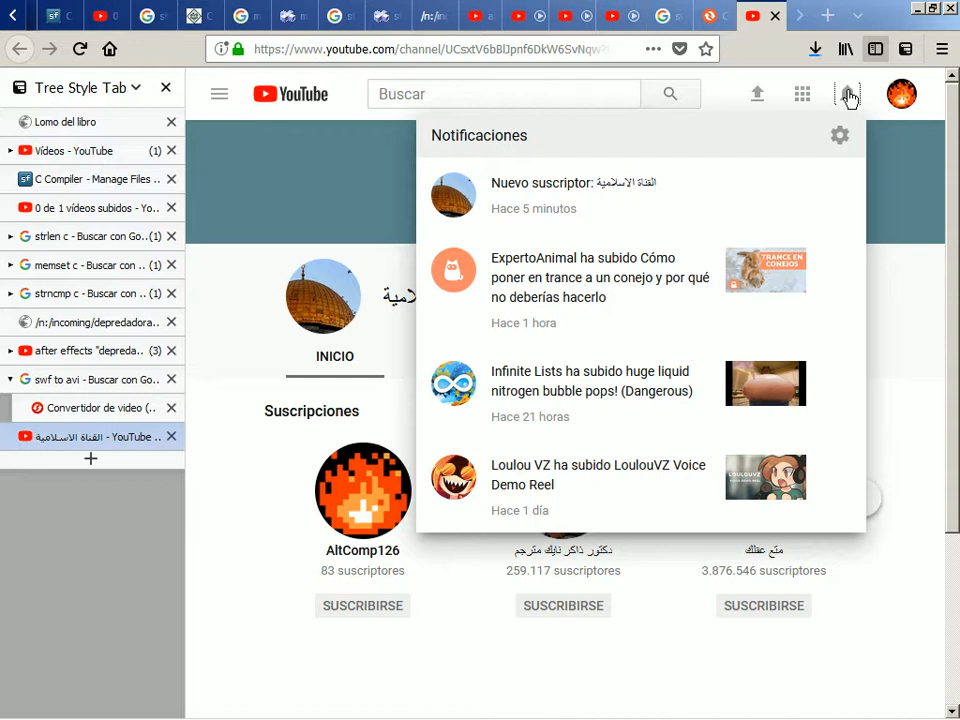 https://www.youtube.com/channel/UCsxtV6bBIJpnf6DkW6SvNqw?
Tree Style Tab
Lomo del libro
Vídeos - YouTube (1)
C Compiler - Manage Files ..
0 de 1 vídeos subidos - Yo..
strlen c - Buscar con Go..(1)
memset c - Buscar con ..(1)
strncmp c - Buscar con ..(1)
/n:/incoming/depredadora..
after effects "depreda.. (3)
swf to avi - Buscar con Go..
Convertidor de video (..
القناة الاسلامية - YouTube ..
YouTube
Buscar
Notificaciones
Nuevo suscriptor: القناة الاسلامية
Hace 5 minutos
ExpertoAnimal ha subido Cómo
poner en trance a un conejo y por qué
no deberías hacerlo
Hace 1 hora
TRANCE EN
CONEJOS
Infinite Lists ha subido huge liquid
nitrogen bubble pops! (Dangerous)
Hace 21 horas
Loulou VZ ha subido LoulouVZ Voice
Demo Reel
Hace 1 día
LOULOUVZ
VOICE DEMO REEL
INICIO
Suscripciones
AltComp126
83 suscriptores
SUSCRIBIRSE
دكتور ذاكر نايك مترجم
259.117 suscriptores
SUSCRIBIRSE
متع عقلك
3.876.546 suscriptores
SUSCRIBIRSE